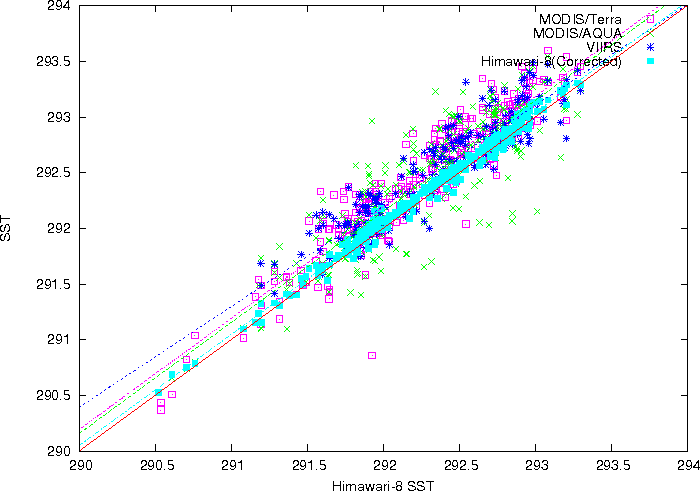 294
293.5
293
292.5
292
291.5
291
290.5
290
SST
MODIS/Terra
MODIS/AQUA
VIIRS
Himawari-8(Corrected)
290 290.5 291 291.5 292 292.5 293 293.5 294
Himawari-8 SST